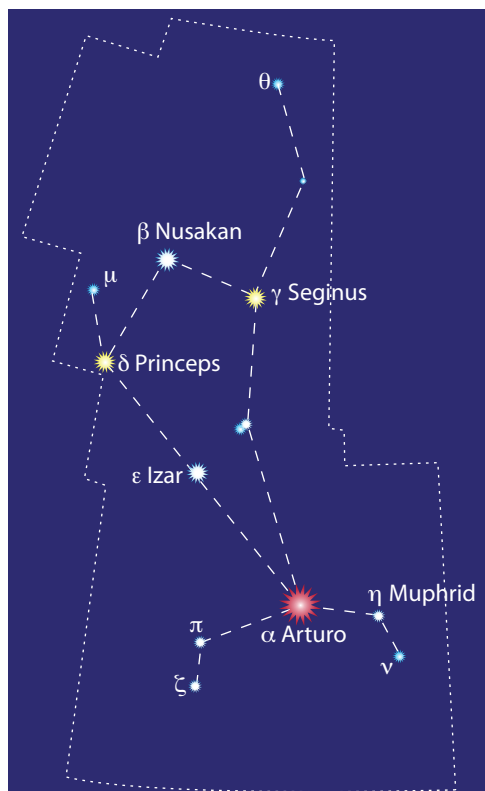 θ
β Nusakan
μ
γ Seginus
δ Princeps
ε Izar
η Muphrid
π
α Arturo
ν
ζ